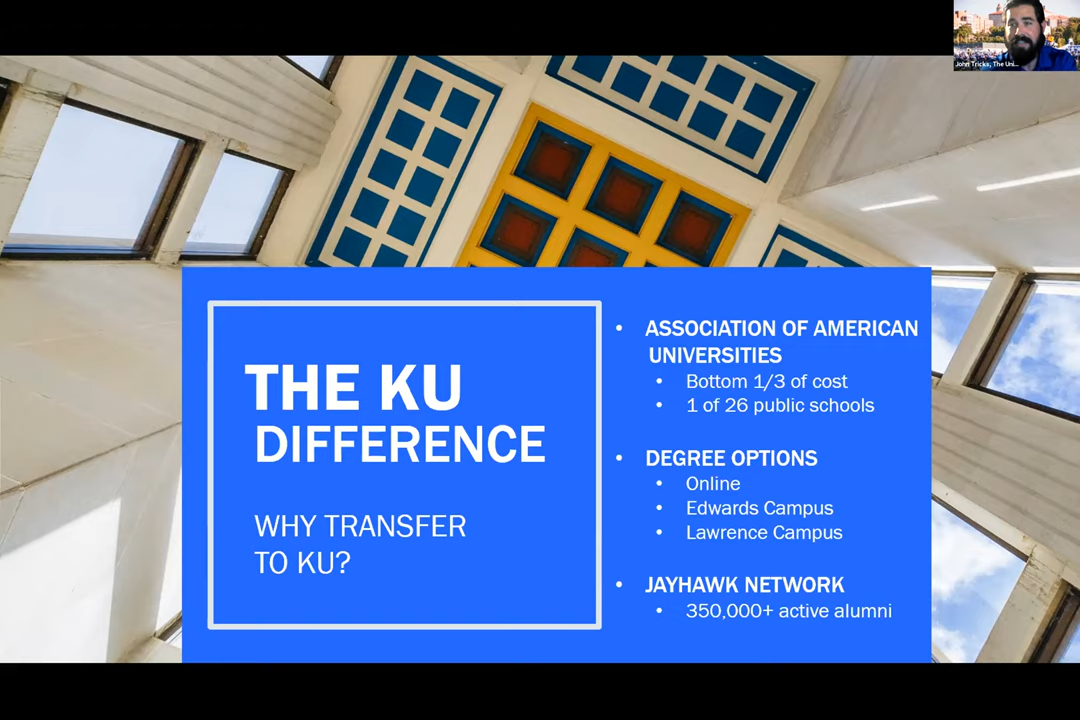 John Tricks, The Uni...
THE KU
DIFFERENCE
WHY TRANSFER
TO KU?
• ASSOCIATION OF AMERICAN
UNIVERSITIES
• Bottom 1/3 of cost
• 1 of 26 public schools
• DEGREE OPTIONS
• Online
• Edwards Campus
• Lawrence Campus
• JAYHAWK NETWORK
• 350,000+ active alumni